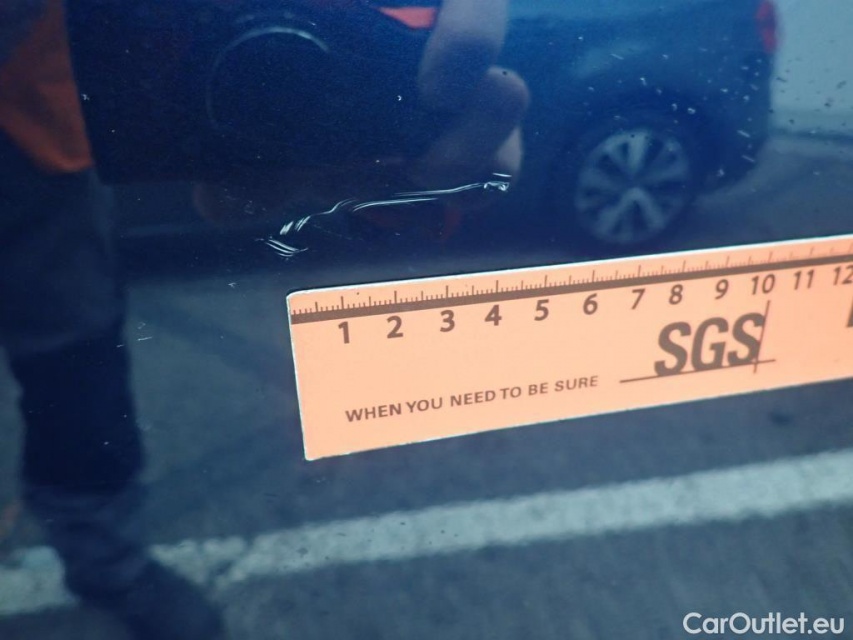 1 2 3 4 5 6 7 8 9 10 11 12
SGS
WHEN YOU NEED TO BE SURE
CarOutlet.eu